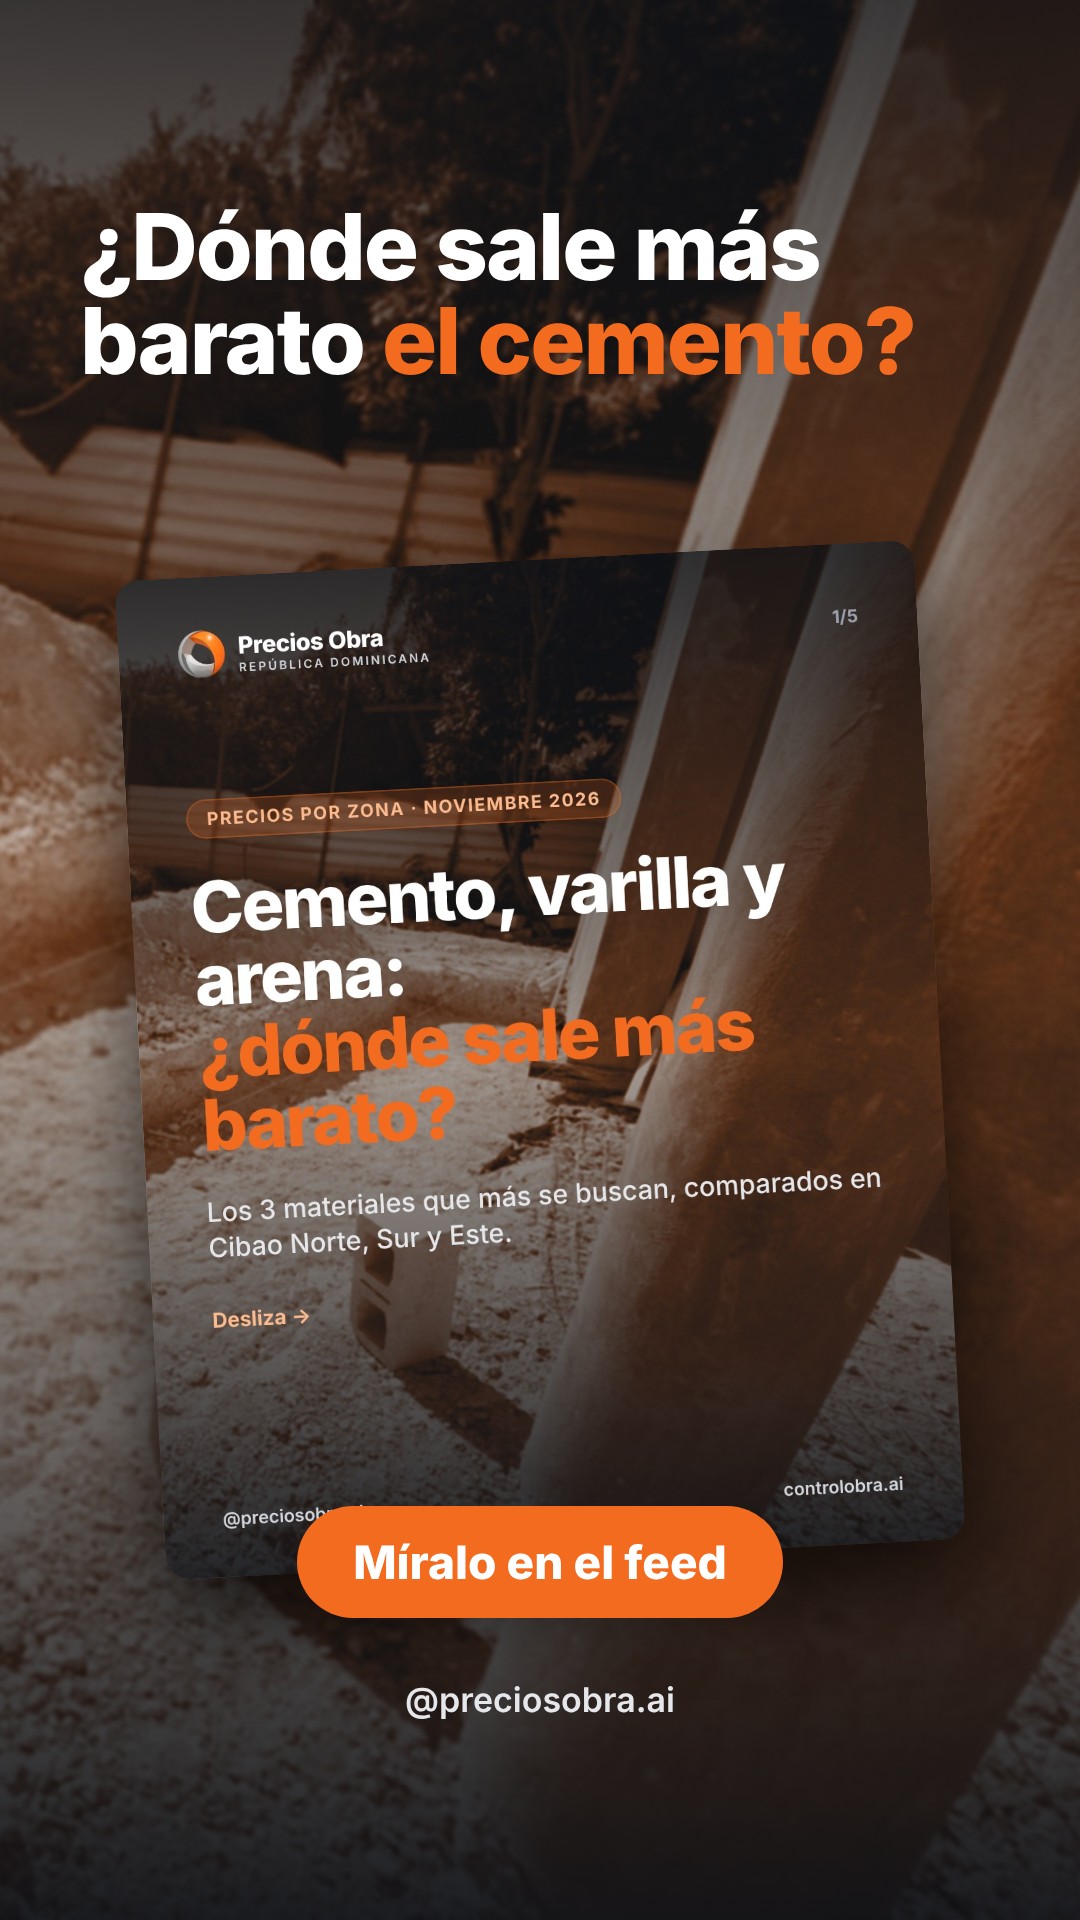 ¿Dónde sale más
barato el cemento?
Precios Obra
REPÚBLICA DOMINICANA
1/5
PRECIOS POR ZONA · NOVIEMBRE 2026
Cemento, varilla y
arena:
¿dónde sale más
barato?
Los 3 materiales que más se buscan, comparados en
Cibao Norte, Sur y Este.
Desliza →
controlobra.ai
Míralo en el feed
@preciosobra.ai